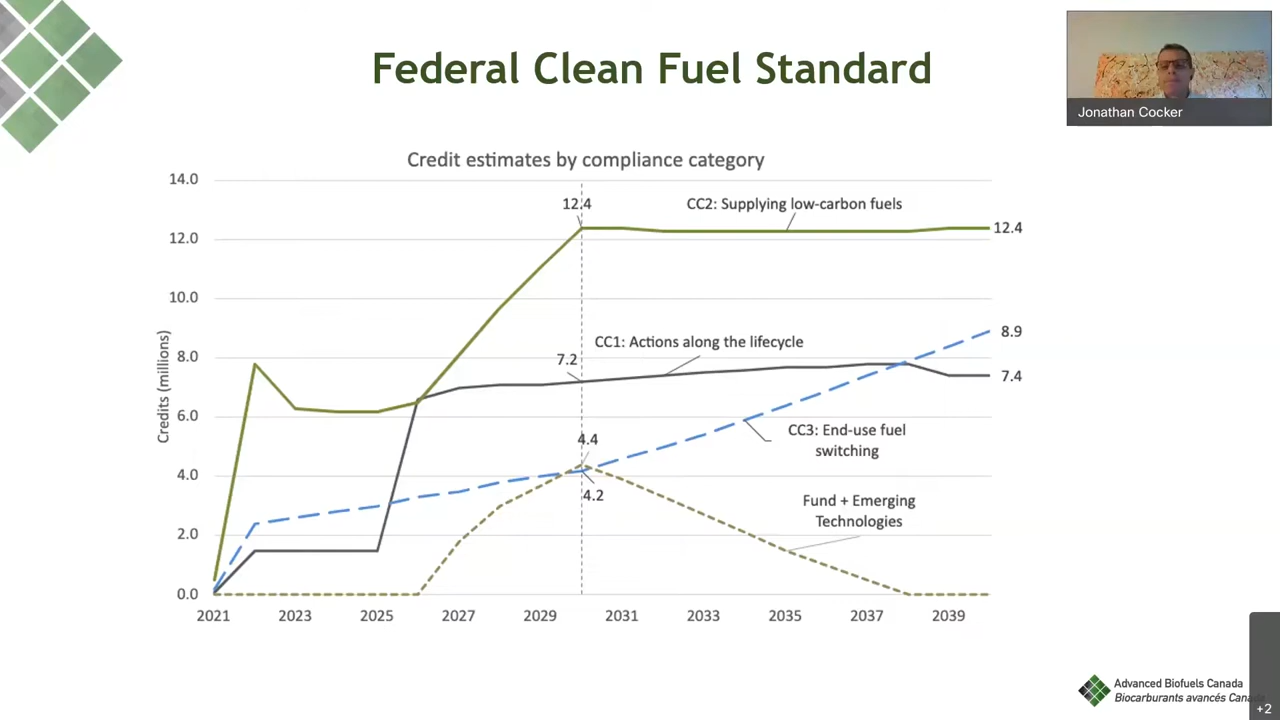 Federal Clean Fuel Standard
Jonathan Cocker
Credit estimates by compliance category
Credits (millions)
14.0
12.0
10.0
8.0
6.0
4.0
2.0
0.0
12.4
CC2: Supplying low-carbon fuels
12.4
8.9
CC1: Actions along the lifecycle
7.2
7.4
4.4
CC3: End-use fuel
switching
4.2
Fund + Emerging
Technologies
2021 2023 2025 2027 2029 2031 2033 2035 2037 2039
Advanced Biofuels Canada
Biocarburants avancés
+2